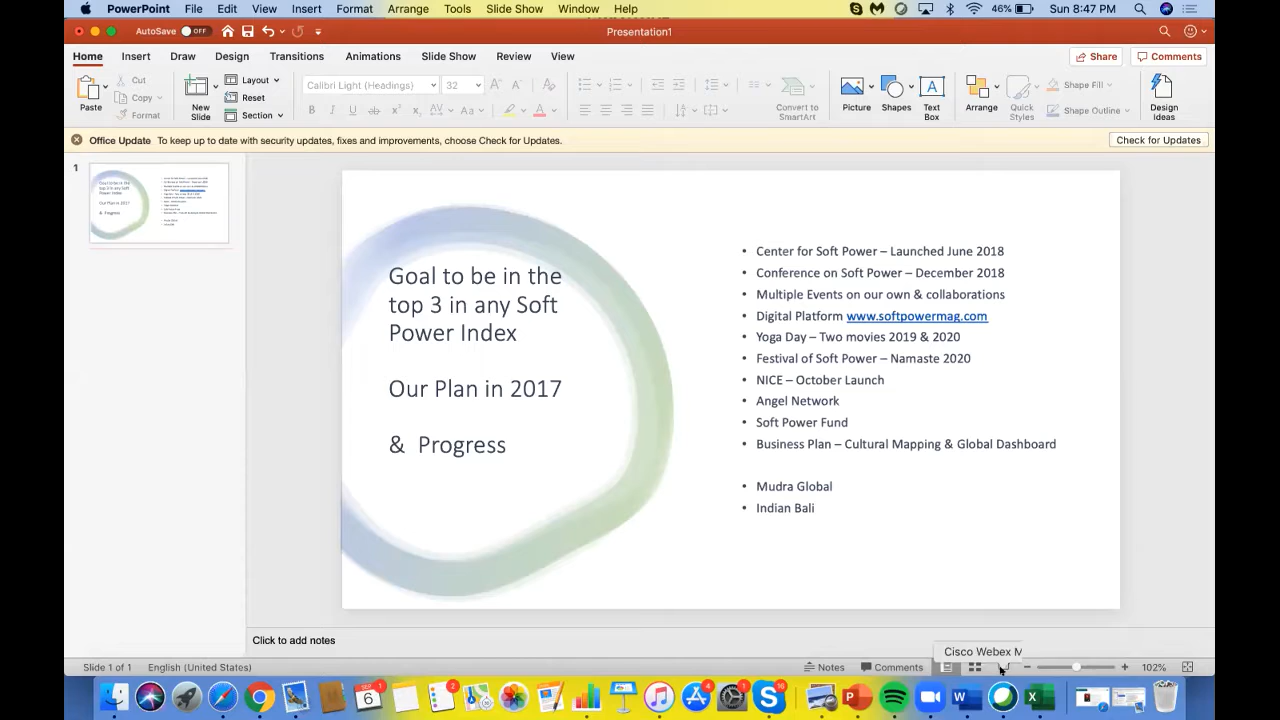 PowerPoint File Edit View Insert Format Arrange Tools Slide Show Window Help 46% Sun 8:47 PM
AutoSave OFF Presentation1
Home Insert Draw Design Transitions Animations Slide Show Review View Share Comments
Paste Cut Copy Format New Slide Layout Reset Section Calibri Light (Headings) 32 Convert to SmartArt Picture Shapes Text Box Arrange Quick Styles Shape Fill Shape Outline Design Ideas
Office Update To keep up to date with security updates, fixes and improvements, choose Check for Updates. Check for Updates
1
Goal to be in the
top 3 in any Soft
Power Index
Our Plan in 2017
& Progress
• Center for Soft Power – Launched June 2018
• Conference on Soft Power – December 2018
• Multiple Events on our own & collaborations
• Digital Platform www.softpowermag.com
• Yoga Day – Two movies 2019 & 2020
• Festival of Soft Power – Namaste 2020
• NICE – October Launch
• Angel Network
• Soft Power Fund
• Business Plan – Cultural Mapping & Global Dashboard
• Mudra Global
• Indian Bali
Click to add notes
Cisco Webex M
Slide 1 of 1 English (United States) Notes Comments 102%